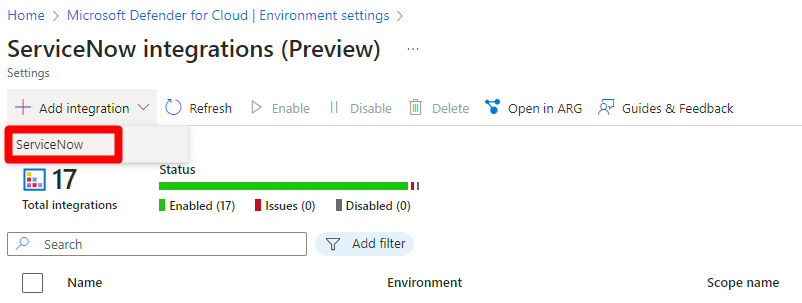 Home > Microsoft Defender for Cloud | Environment settings >
ServiceNow integrations (Preview) ...
Settings
Add integration Refresh Enable Disable Delete Open in ARG Guides & Feedback
ServiceNow
17
Total integrations
Status
Enabled (17) Issues (0) Disabled (0)
Search Add filter
Name Environment Scope name